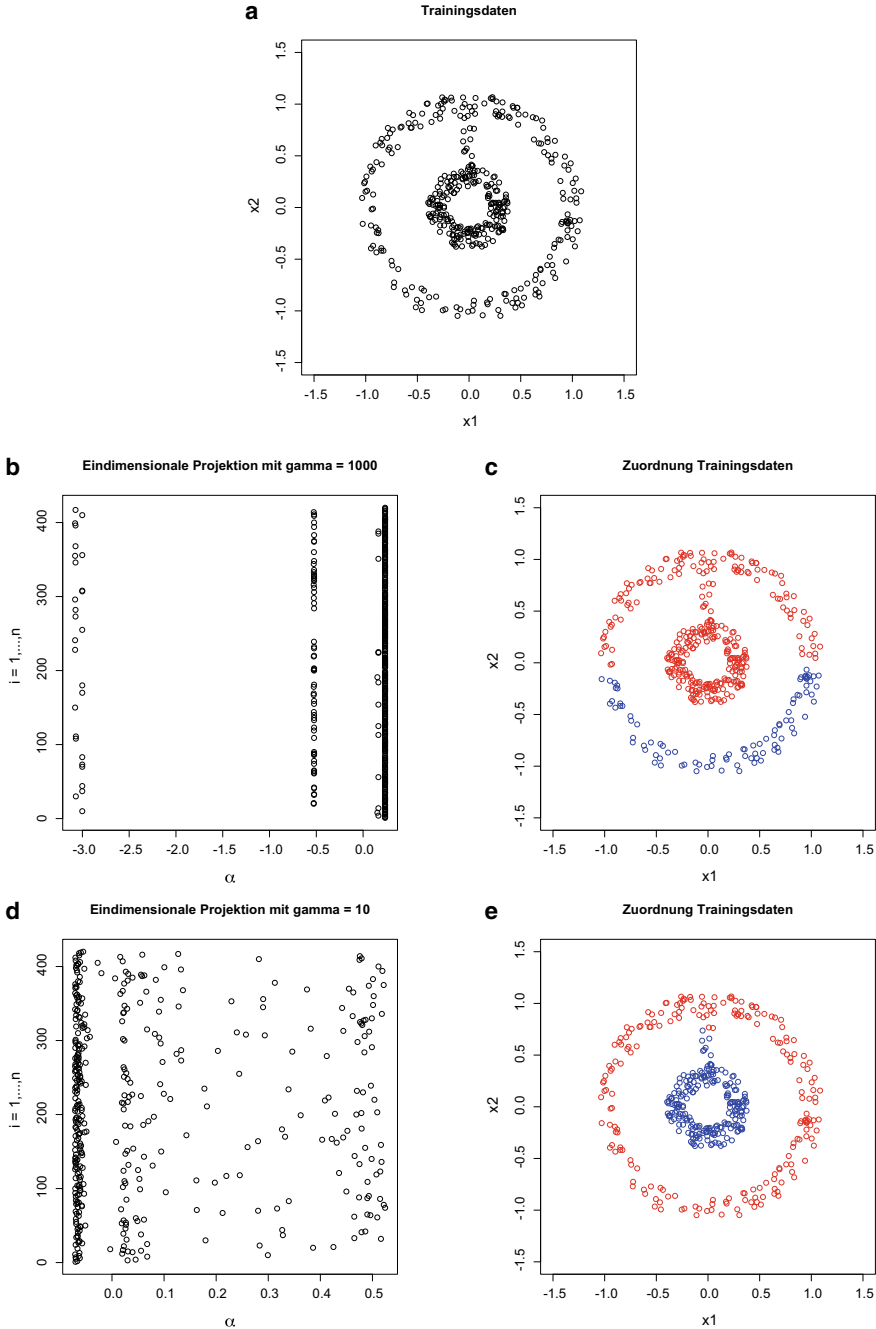 a
Trainingsdaten
1.5
1.0
0.5
0.0
-0.5
-1.0
-1.5
x2
-1.5 -1.0 -0.5 0.0 0.5 1.0 1.5
x1
b
Eindimensionale Projektion mit gamma = 1000
400
300
200
100
0
i = 1,...,n
-3.0 -2.5 -2.0 -1.5 -1.0 -0.5 0.0
α
c
Zuordnung Trainingsdaten
1.5
1.0
0.5
0.0
-0.5
-1.0
-1.5
x2
-1.5 -1.0 -0.5 0.0 0.5 1.0 1.5
x1
d
Eindimensionale Projektion mit gamma = 10
400
300
200
100
0
i = 1,...,n
0.0 0.1 0.2 0.3 0.4 0.5
α
e
Zuordnung Trainingsdaten
1.5
1.0
0.5
0.0
-0.5
-1.0
-1.5
x2
-1.5 -1.0 -0.5 0.0 0.5 1.0 1.5
x1